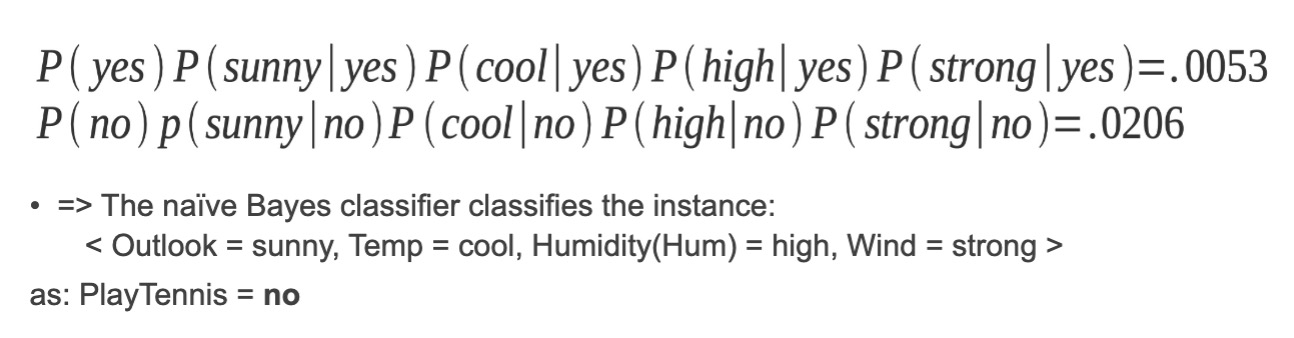 P( yes ) P( sunny| yes ) P( cool| yes) P( high| yes) P( strong| yes )=.0053
P( no ) p( sunny|no ) P ( cool|no ) P ( high|no ) P ( strong| no )=.0206
• => The naïve Bayes classifier classifies the instance:
< Outlook = sunny, Temp = cool, Humidity(Hum) = high, Wind = strong >
as: PlayTennis = no